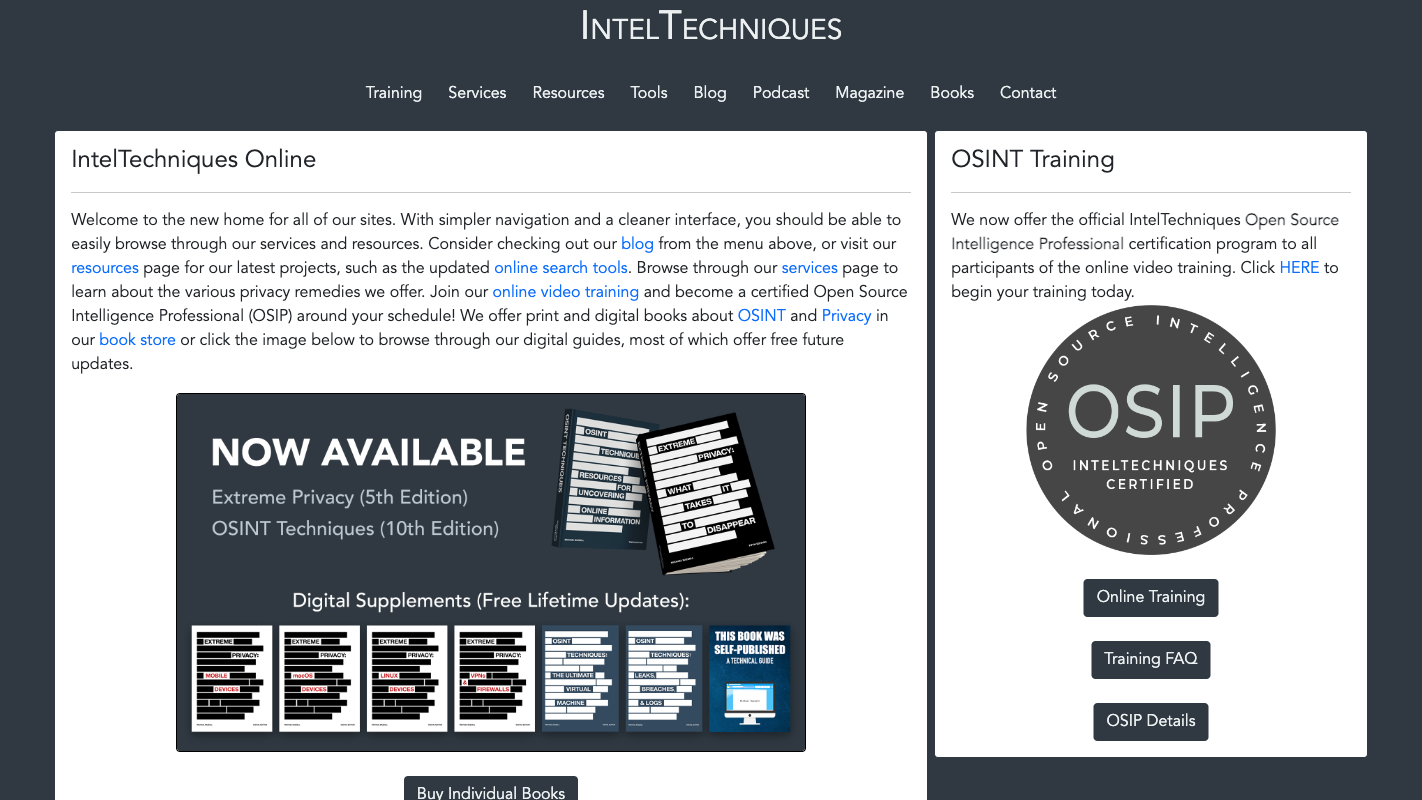 INTELTECHNIQUES
Training Services Resources Tools Blog Podcast Magazine Books Contact
IntelTechniques Online
Welcome to the new home for all of our sites. With simpler navigation and a cleaner interface, you should be able to
easily browse through our services and resources. Consider checking out our blog from the menu above, or visit our
resources page for our latest projects, such as the updated online search tools. Browse through our services page to
learn about the various privacy remedies we offer. Join our online video training and become a certified Open Source
Intelligence Professional (OSIP) around your schedule! We offer print and digital books about OSINT and Privacy in
our book store or click the image below to browse through our digital guides, most of which offer free future
updates.
NOW AVAILABLE
Extreme Privacy (5th Edition)
OSINT Techniques (10th Edition)
OSINT TECHNIQUES
OSINT
TECHNIQUES
RESOURCES
FOR
UNCOVERING
ONLINE
INFORMATION
EXTREME
PRIVACY:
WHAT
IT
TAKES
TO
DISAPPEAR
Digital Supplements (Free Lifetime Updates):
EXTREME
PRIVACY:
MOBILE
DEVICES
EXTREME
PRIVACY:
macOS
DEVICES
EXTREME
PRIVACY:
LINUX
DEVICES
EXTREME
PRIVACY:
VPNs
&
FIREWALLS
OSINT
TECHNIQUES:
THE ULTIMATE
VIRTUAL
MACHINE
OSINT
TECHNIQUES:
LEAKS,
BREACHES,
& LOGS
THIS BOOK WAS
SELF-PUBLISHED
A TECHNICAL GUIDE
Buy Individual Books
OSINT Training
We now offer the official IntelTechniques Open Source
Intelligence Professional certification program to all
participants of the online video training. Click HERE to
begin your training today.
OPEN SOURCE INTELLIGENCE PROFESSIONAL
OSIP
INTELTECHNIQUES
CERTIFIED
Online Training
Training FAQ
OSIP Details